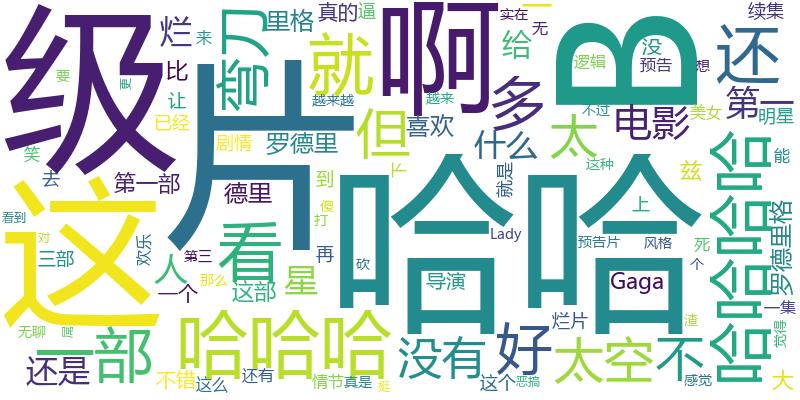 级
片
这
哈哈
B
啊
就
弯刀
里格
真的
逼
实在
无
一
给
多
没
逻辑
预告
想
还
续集
烂
来
比
让
已经
要
更
剧情
罗德里
越来越
越来
喜欢
但
什么
太
不过
电影
美女
第一
明星
笑
去
第一部
德里
到
傻
打
下
就是
这种
兹
能
看到
对
三部
欢乐
第三
人
一个
那么
看
这部
星
再
砍
导演
Lady
上
预告片
风格
死
个
Gaga
哈哈哈哈
罗德里格
一集
无聊
一部
还是
哈哈哈
不错
这么
还有
情节
真是
挺
没有
好
这个
恶搞
烂片
太空
不
渣
感觉
觉得
大